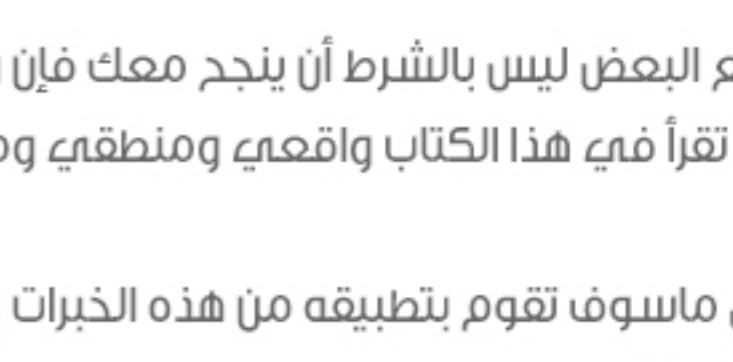 البعض ليس بالشرط أن ينجح معك فإن
تقرأ في هذا الكتاب واقعي ومنطقي
ماسوف تقوم بتطبيقه من هذه الخبرات